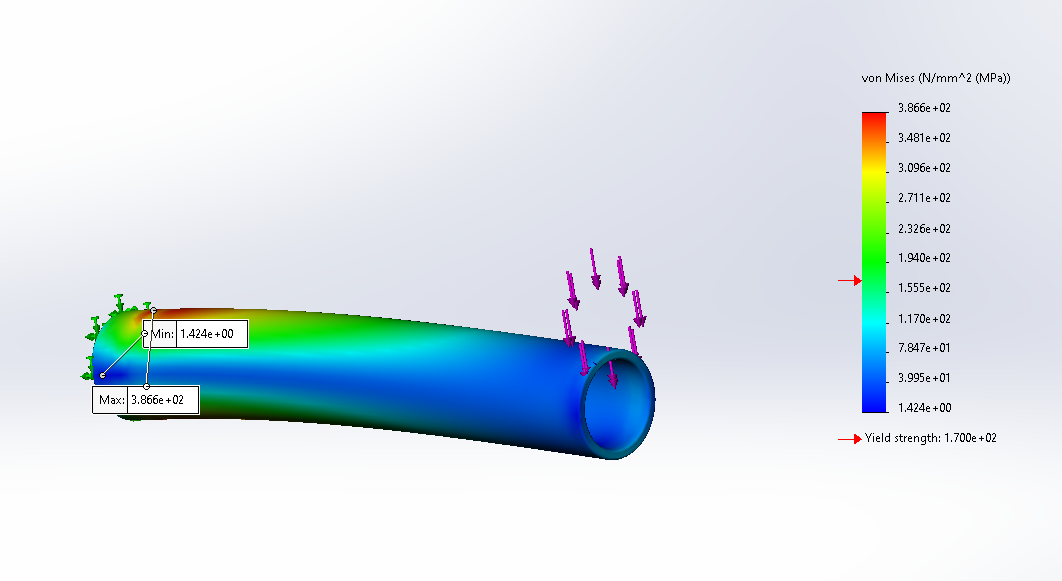 von Mises (N/mm^2 (MPa))
3.866e+02
3.481e+02
3.096e+02
2.711e+02
2.326e+02
1.940e+02
1.555e+02
1.170e+02
7.847e+01
3.995e+01
1.424e+00
Yield strength: 1.700e+02
Min: 1.424e+00
Max: 3.866e+02